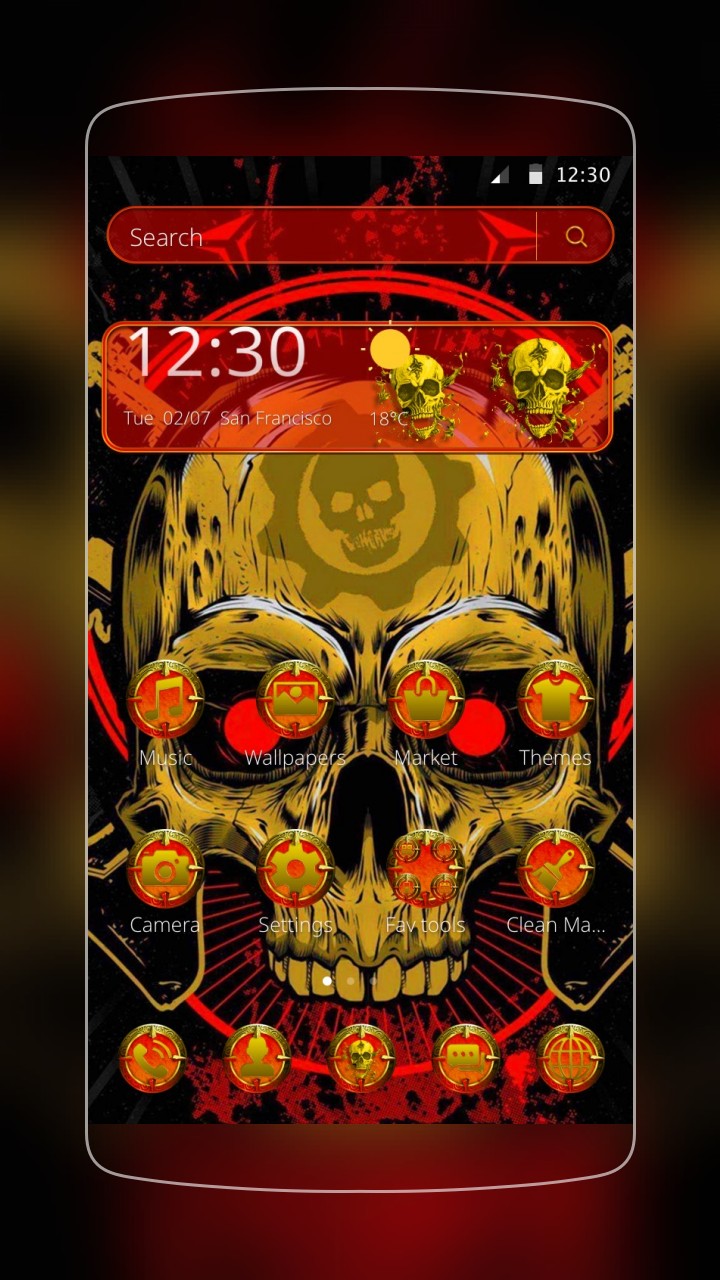 12:30
Search
12:30
Tue 02/07 San Francisco 18°C
Music Wallpapers Market Themes
Camera Settings Fav tools Clean Ma...